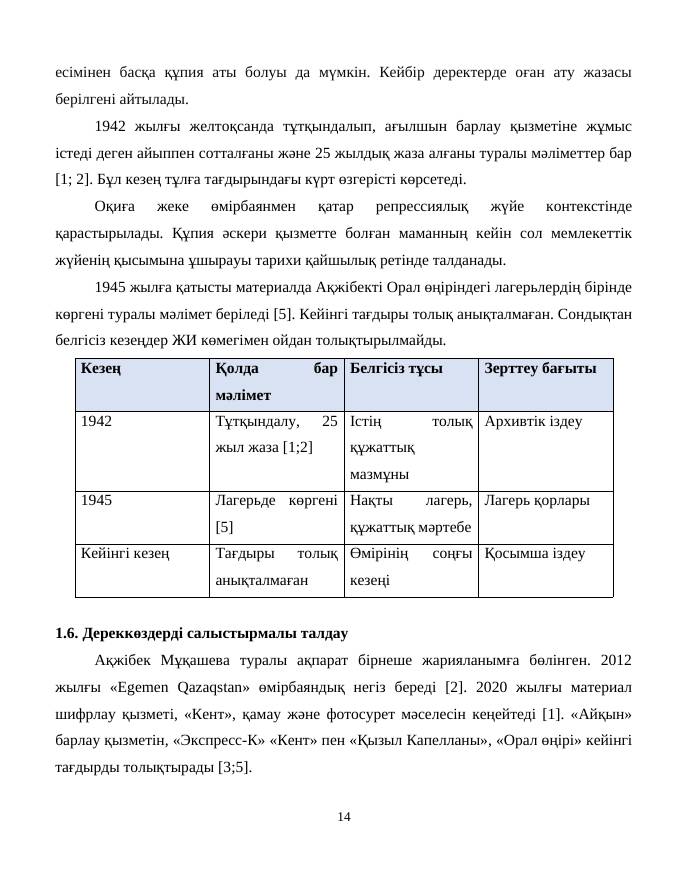 есімінен басқа құпия аты болуы да мүмкін. Кейбір деректерде оған ату жазасы
берілгені айтылады.
1942 жылғы желтоқсанда тұтқындалып, ағылшын барлау қызметіне жұмыс
істеді деген айыппен сотталғаны және 25 жылдық жаза алғаны туралы мәліметтер бар
[1; 2]. Бұл кезең тұлға тағдырындағы күрт өзгерісті көрсетеді.
Оқиға жеке өмірбаянмен қатар репрессиялық жүйе контекстінде
қарастырылады. Құпия әскери қызметте болған маманның кейін сол мемлекеттік
жүйенің қысымына ұшырауы тарихи қайшылық ретінде талданады.
1945 жылға қатысты материалда Ақжібекті Орал өңіріндегі лагерьлердің бірінде
көргені туралы мәлімет беріледі [5]. Кейінгі тағдыры толық анықталмаған. Сондықтан
белгісіз кезеңдер ЖИ көмегімен ойдан толықтырылмайды.
Кезең
Қолда бар
мәлімет
Белгісіз тұсы
Зерттеу бағыты
1942
Тұтқындалу, 25
жыл жаза [1;2]
Істің толық
құжаттық
мазмұны
Архивтік іздеу
1945
Лагерьде көргені
[5]
Нақты лагерь,
құжаттық мәртебе
Лагерь қорлары
Кейінгі кезең
Тағдыры толық
анықталмаған
Өмірінің соңғы
кезеңі
Қосымша іздеу
1.6. Дереккөздерді салыстырмалы талдау
Ақжібек Мұқашева туралы ақпарат бірнеше жарияланымға бөлінген. 2012
жылғы «Egemen Qazaqstan» өмірбаяндық негіз береді [2]. 2020 жылғы материал
шифрлау қызметі, «Кент», қамау және фотосурет мәселесін кеңейтеді [1]. «Айқын»
барлау қызметін, «Экспресс-К» «Кент» пен «Қызыл Капелланы», «Орал өңірі» кейінгі
тағдырды толықтырады [3;5].
14